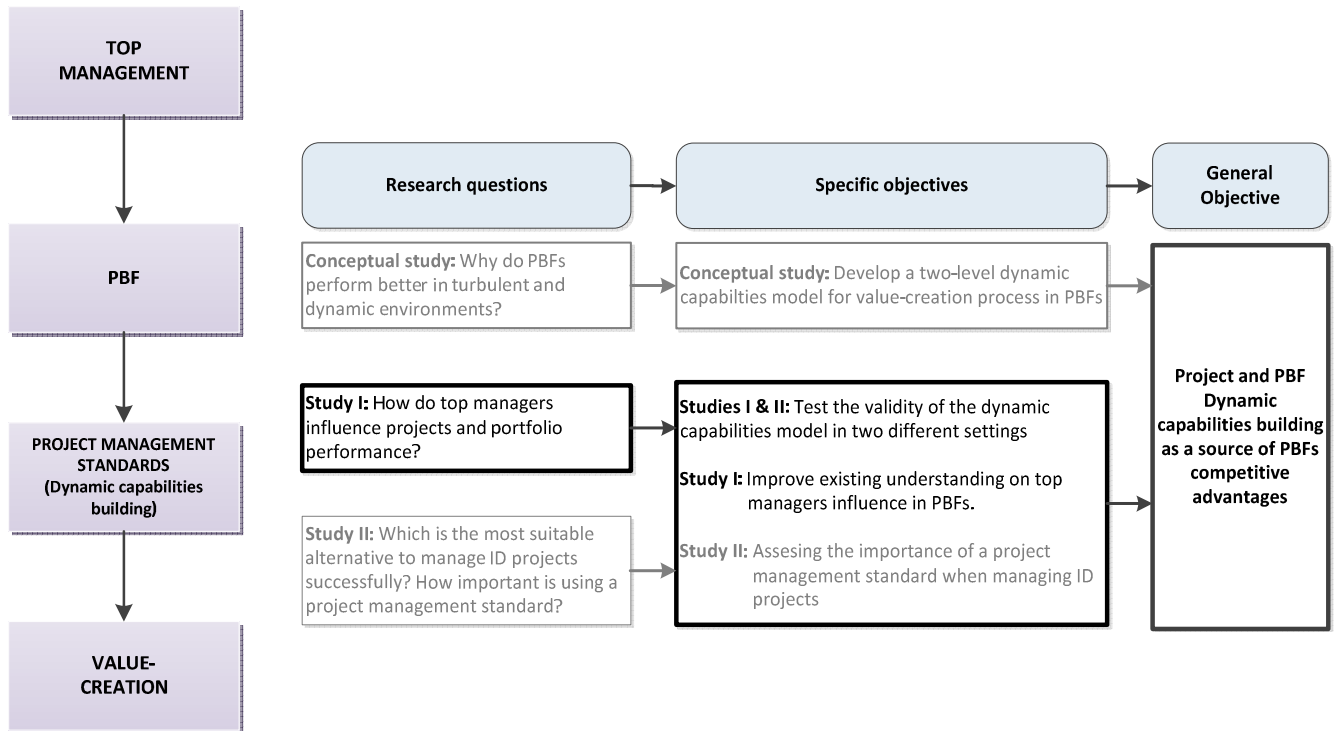 TOP
MANAGEMENT
PBF
PROJECT MANAGEMENT
STANDARDS
(Dynamic capabilities
building)
VALUE-
CREATION
Research questions
Specific objectives
General
Objective
Conceptual study: Why do PBFs
perform better in turbulent and
dynamic environments?
Conceptual study: Develop a two-level dynamic
capabilties model for value-creation process in PBFs
Study I: How do top managers
influence projects and portfolio
performance?
Study II: Which is the most suitable
alternative to manage ID projects
successfully? How important is using a
project management standard?
Studies I & II: Test the validity of the dynamic
capabilities model in two different settings
Study I: Improve existing understanding on top
managers influence in PBFs.
Study II: Assesing the importance of a project
management standard when managing ID
projects
Project and PBF
Dynamic
capabilities building
as a source of PBFs
competitive
advantages